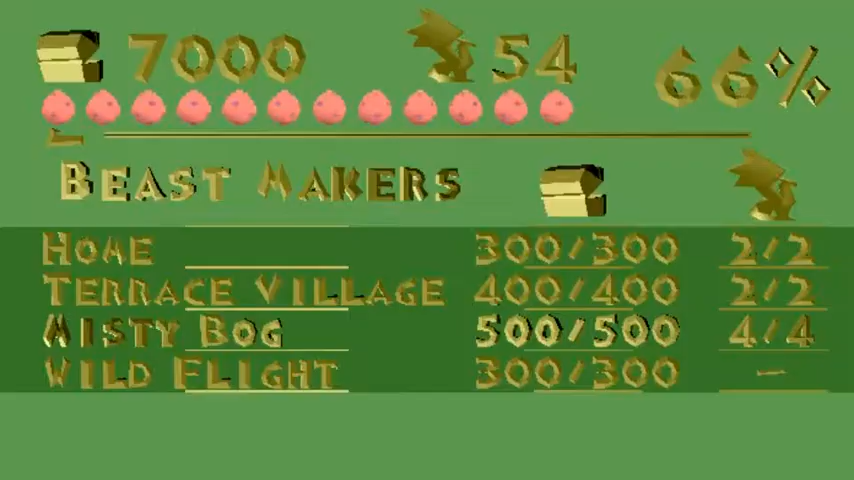 7000 54 66%
Beast Makers
Home 300/300 2/2
Terrace Village 400/400 2/2
Misty Bog 500/500 4/4
Wild Flight 300/300 -